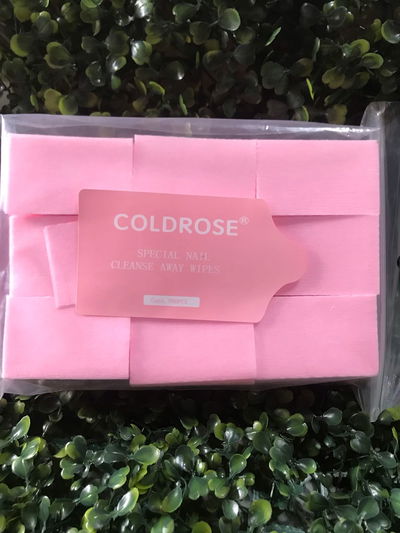 COLDROSE®
SPECIAL NAIL
CLEANSE AWAY WIPES